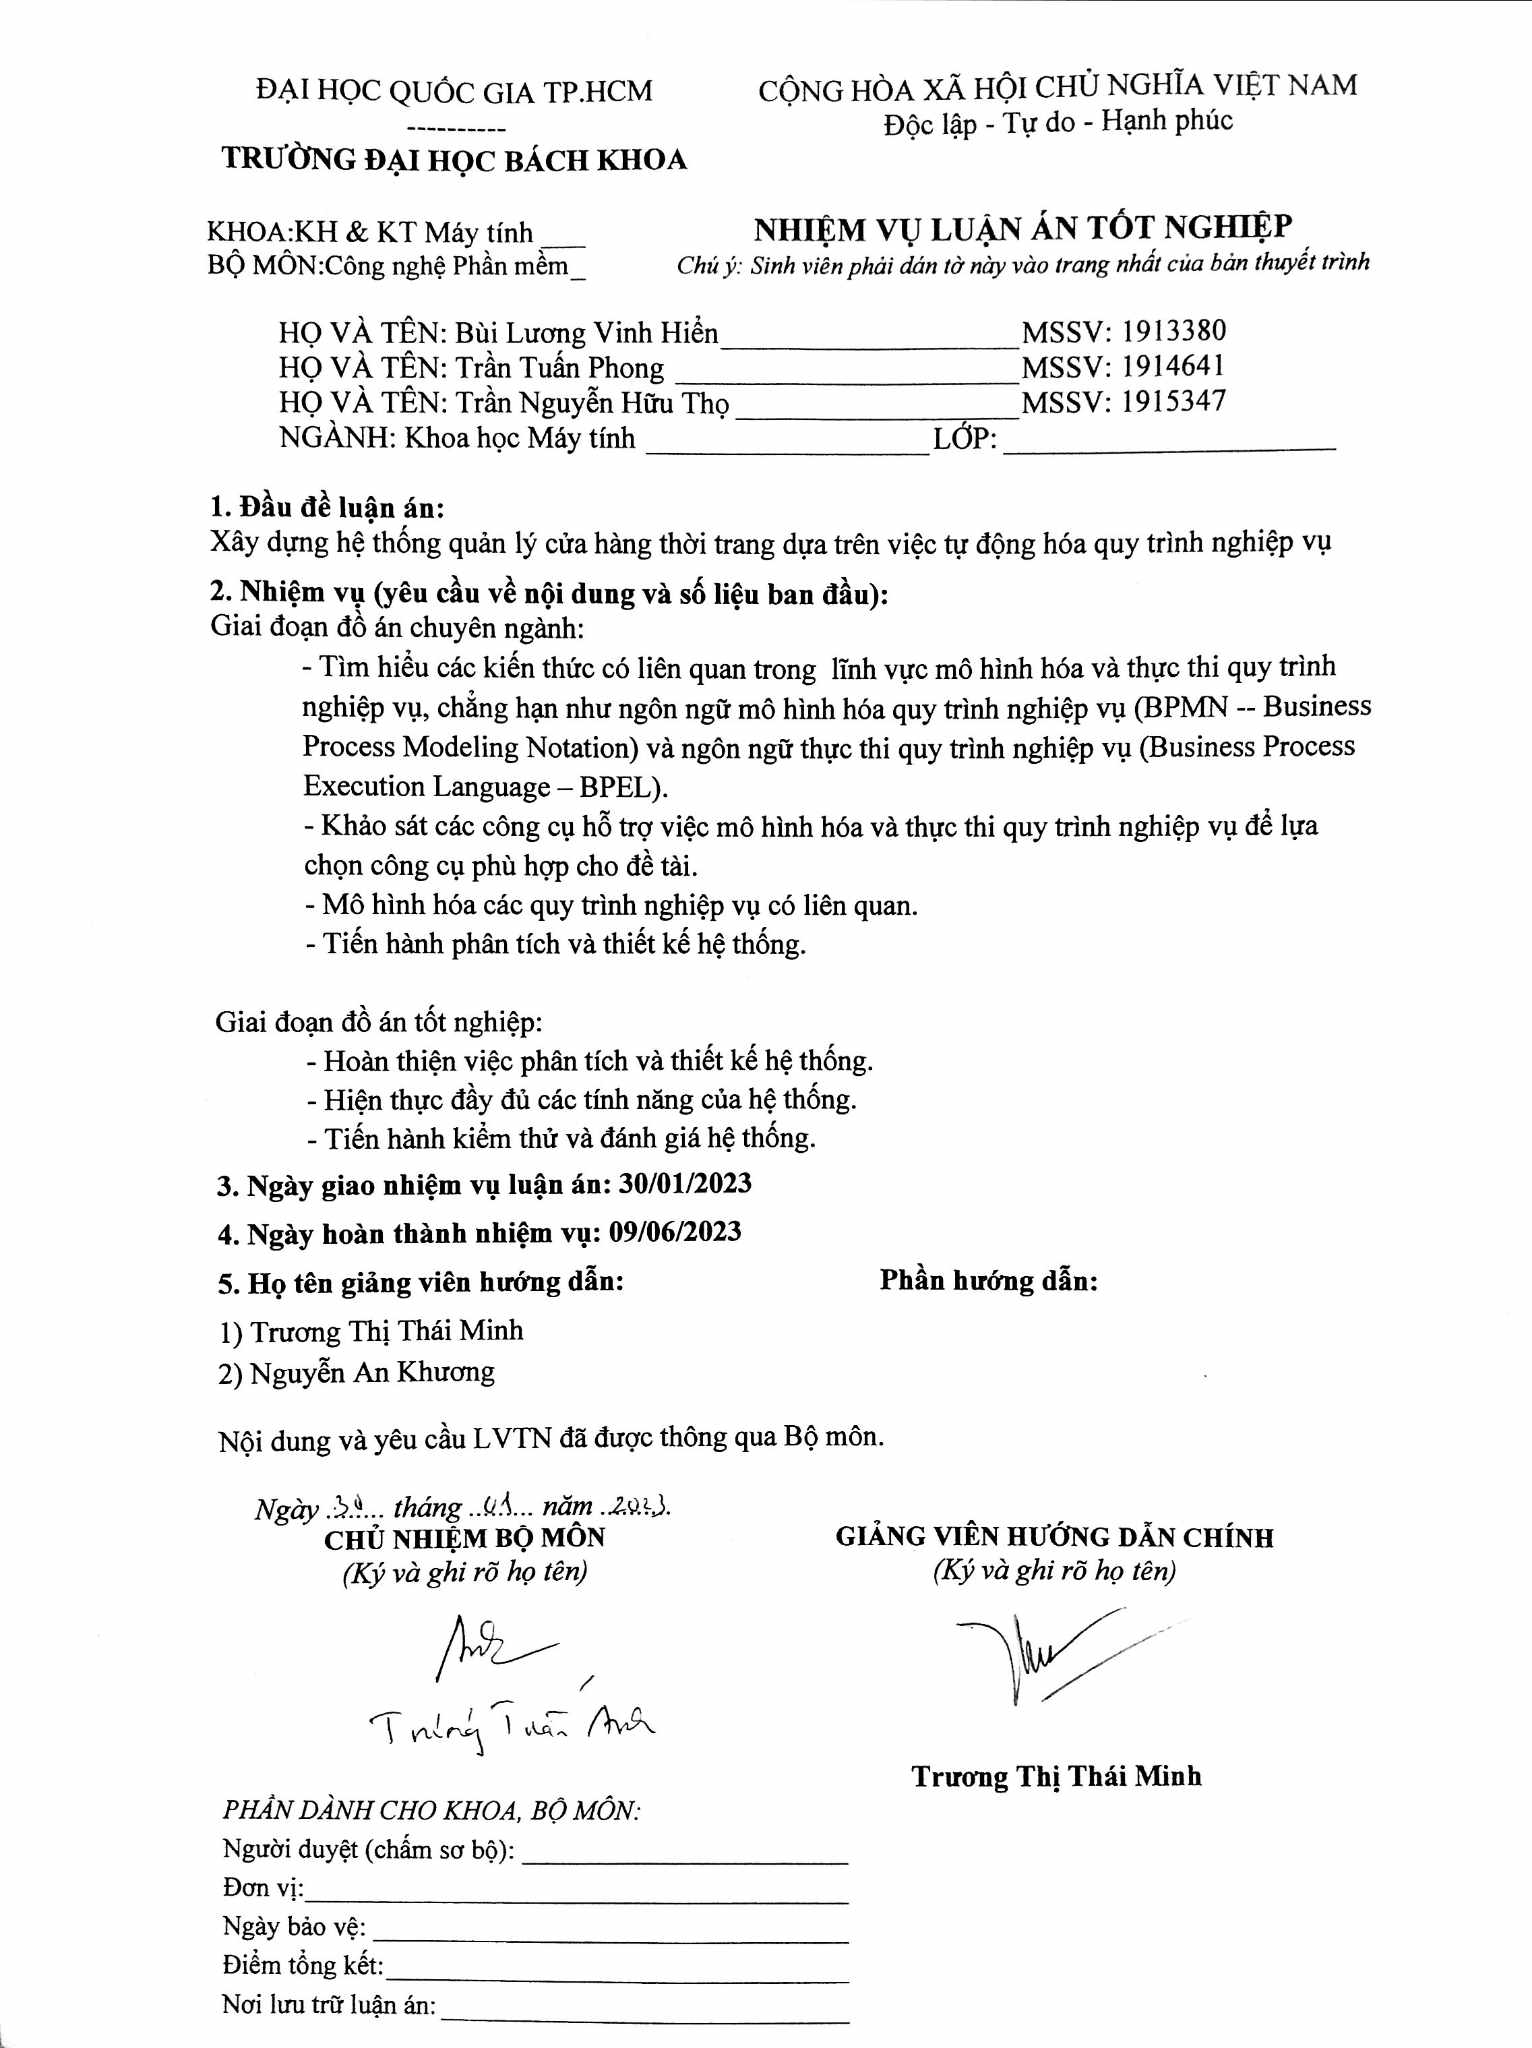 ĐẠI HỌC QUỐC GIA TP.HCM
----------
TRƯỜNG ĐẠI HỌC BÁCH KHOA
CỘNG HÒA XÃ HỘI CHỦ NGHĨA VIỆT NAM
Độc lập - Tự do - Hạnh phúc
KHOA:KH & KT Máy tính ___
BỘ MÔN:Công nghệ Phần mềm_
NHIỆM VỤ LUẬN ÁN TỐT NGHIỆP
Chú ý: Sinh viên phải dán tờ này vào trang nhất của bản thuyết trình
HỌ VÀ TÊN: Bùi Lương Vinh Hiển____________________MSSV: 1913380
HỌ VÀ TÊN: Trần Tuấn Phong ______________________MSSV: 1914641
HỌ VÀ TÊN: Trần Nguyễn Hữu Thọ___________________MSSV: 1915347
NGÀNH: Khoa học Máy tính ___________________LỚP: ______________________
1. Đầu đề luận án:
Xây dựng hệ thống quản lý cửa hàng thời trang dựa trên việc tự động hóa quy trình nghiệp vụ
2. Nhiệm vụ (yêu cầu về nội dung và số liệu ban đầu):
Giai đoạn đồ án chuyên ngành:
- Tìm hiểu các kiến thức có liên quan trong lĩnh vực mô hình hóa và thực thi quy trình
nghiệp vụ, chẳng hạn như ngôn ngữ mô hình hóa quy trình nghiệp vụ (BPMN -- Business
Process Modeling Notation) và ngôn ngữ thực thi quy trình nghiệp vụ (Business Process
Execution Language – BPEL).
- Khảo sát các công cụ hỗ trợ việc mô hình hóa và thực thi quy trình nghiệp vụ để lựa
chọn công cụ phù hợp cho đề tài.
- Mô hình hóa các quy trình nghiệp vụ có liên quan.
- Tiến hành phân tích và thiết kế hệ thống.
Giai đoạn đồ án tốt nghiệp:
- Hoàn thiện việc phân tích và thiết kế hệ thống.
- Hiện thực đầy đủ các tính năng của hệ thống.
- Tiến hành kiểm thử và đánh giá hệ thống.
3. Ngày giao nhiệm vụ luận án: 30/01/2023
4. Ngày hoàn thành nhiệm vụ: 09/06/2023
5. Họ tên giảng viên hướng dẫn: Phần hướng dẫn:
1) Trương Thị Thái Minh
2) Nguyễn An Khương
Nội dung và yêu cầu LVTN đã được thông qua Bộ môn.
Ngày .30... tháng ..01... năm ..2023.
CHỦ NHIỆM BỘ MÔN
(Ký và ghi rõ họ tên)
GIẢNG VIÊN HƯỚNG DẪN CHÍNH
(Ký và ghi rõ họ tên)
Trương Tuấn Anh
Trương Thị Thái Minh
PHẦN DÀNH CHO KHOA, BỘ MÔN:
Người duyệt (chấm sơ bộ): ______________________
Đơn vị:____________________________________
Ngày bảo vệ: ________________________________
Điểm tổng kết:_______________________________
Nơi lưu trữ luận án: ___________________________